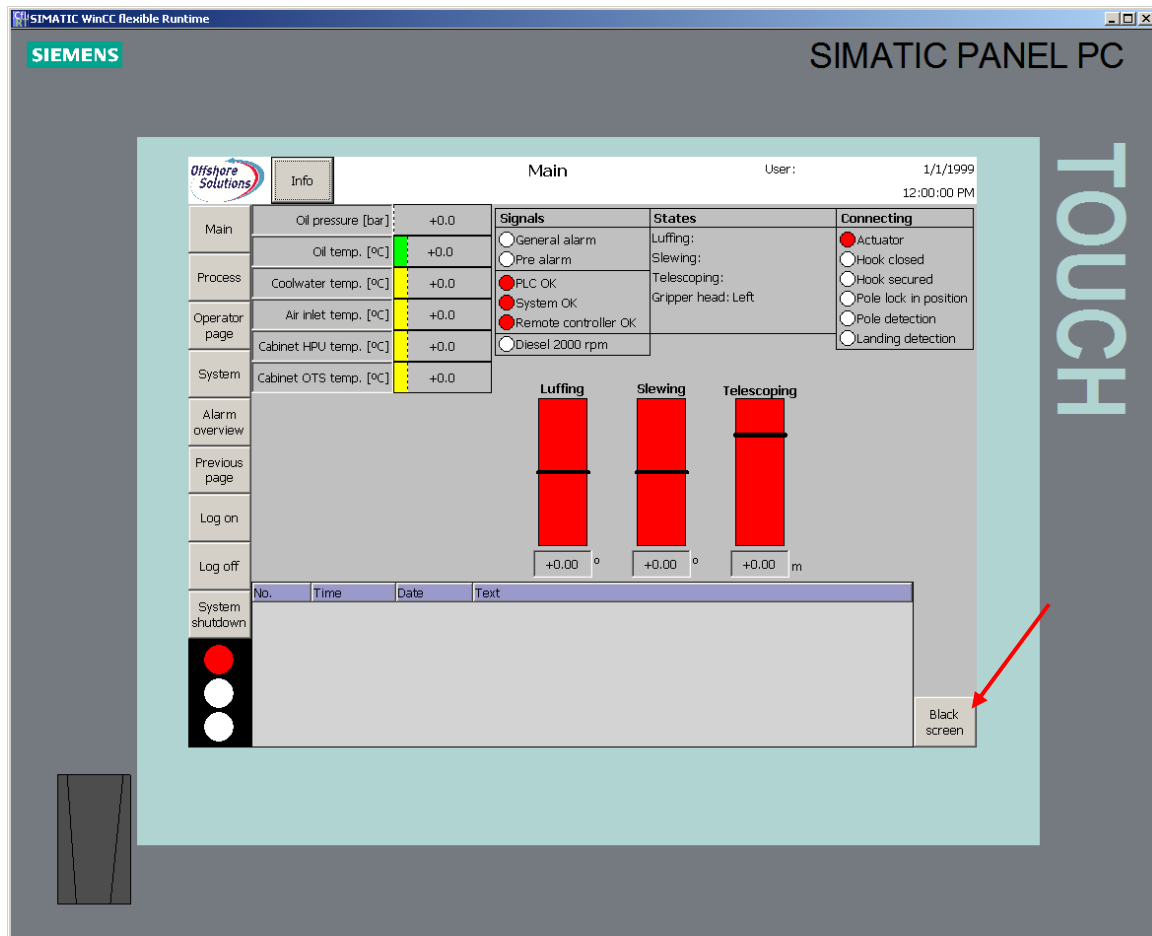 SIMATIC WinCC flexible Runtime
SIEMENS
SIMATIC PANEL PC
TOUCH
Offshore
Solutions
Info
Main
User:
1/1/1999
12:00:00 PM
Main
Process
Operator
page
System
Alarm
overview
Previous
page
Log on
Log off
System
shutdown
Oil pressure [bar] +0.0
Oil temp. [ºC] +0.0
Coolwater temp. [ºC] +0.0
Air inlet temp. [ºC] +0.0
Cabinet HPU temp. [ºC] +0.0
Cabinet OTS temp. [ºC] +0.0
Signals
General alarm
Pre alarm
PLC OK
System OK
Remote controller OK
Diesel 2000 rpm
States
Luffing:
Slewing:
Telescoping:
Gripper head: Left
Connecting
Actuator
Hook closed
Hook secured
Pole lock in position
Pole detection
Landing detection
Luffing
Slewing
Telescoping
+0.00 º
+0.00 º
+0.00 m
No. Time Date Text
Black
screen